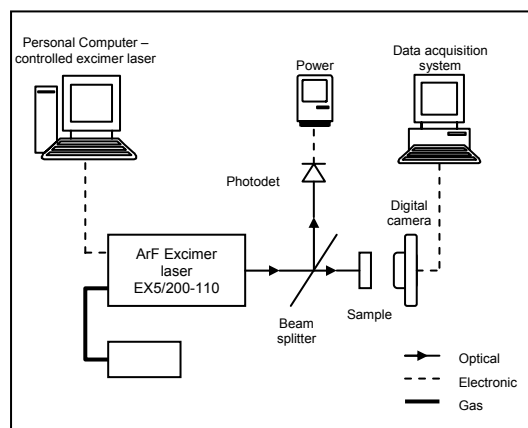 Personal Computer –
controlled excimer laser
Power
Data acquisition
system
Photodet
Digital
camera
ArF Excimer
laser
EX5/200-110
Beam
splitter
Sample
Optical
Electronic
Gas